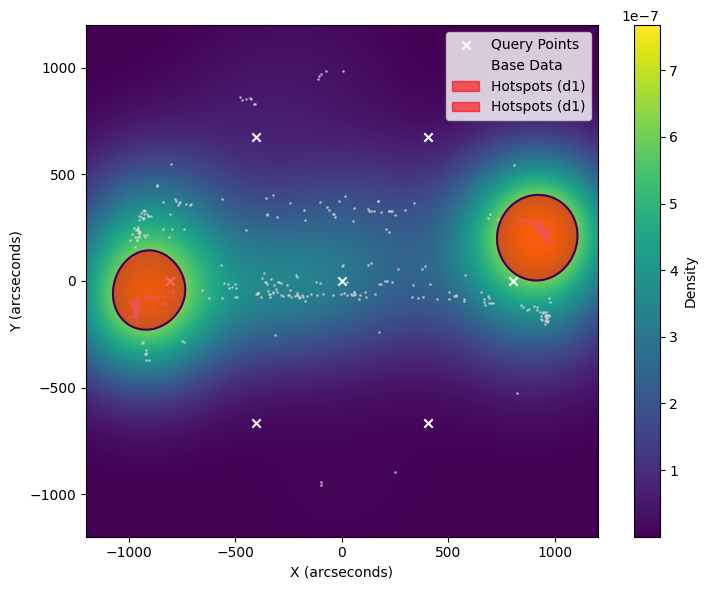 1e−7
Query Points
Base Data
Hotspots (d1)
Hotspots (d1)
1000
500
0
−500
−1000
Y (arcseconds)
−1000
−500
0
500
1000
X (arcseconds)
7
6
5
4
3
2
1
Density